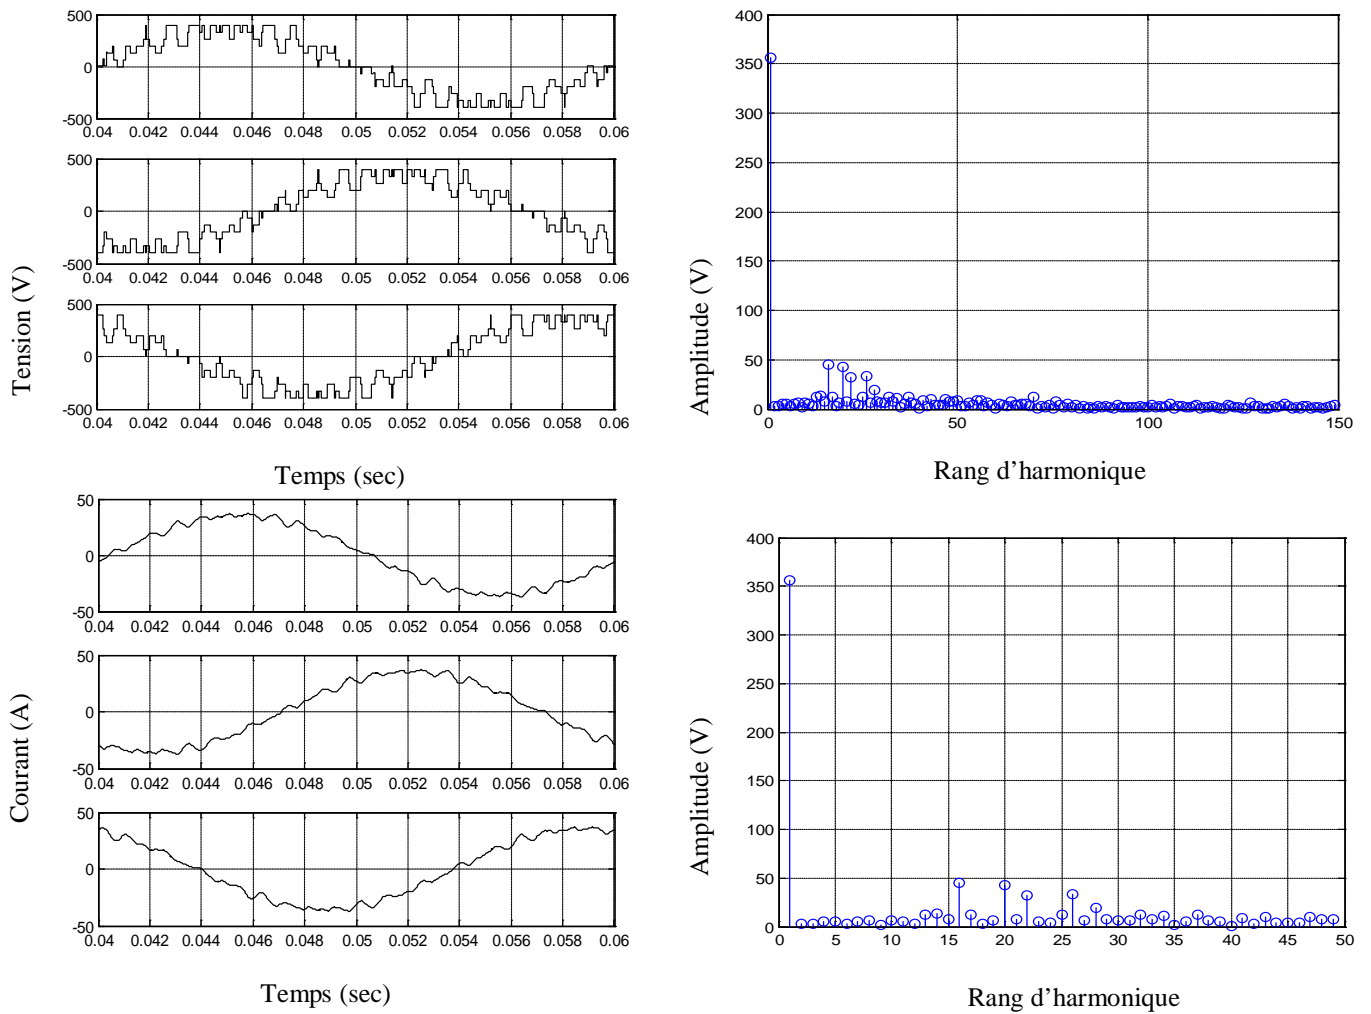 500
0
-500
0.04 0.042 0.044 0.046 0.048 0.05 0.052 0.054 0.056 0.058 0.06
500
0
-500
0.04 0.042 0.044 0.046 0.048 0.05 0.052 0.054 0.056 0.058 0.06
500
0
-500
0.04 0.042 0.044 0.046 0.048 0.05 0.052 0.054 0.056 0.058 0.06
Tension (V)
Temps (sec)
400
350
300
250
200
150
100
50
0
0 50 100 150
Amplitude (V)
Rang d'harmonique
50
0
-50
0.04 0.042 0.044 0.046 0.048 0.05 0.052 0.054 0.056 0.058 0.06
50
0
-50
0.04 0.042 0.044 0.046 0.048 0.05 0.052 0.054 0.056 0.058 0.06
50
0
-50
0.04 0.042 0.044 0.046 0.048 0.05 0.052 0.054 0.056 0.058 0.06
Courant (A)
Temps (sec)
400
350
300
250
200
150
100
50
0
0 5 10 15 20 25 30 35 40 45 50
Amplitude (V)
Rang d'harmonique